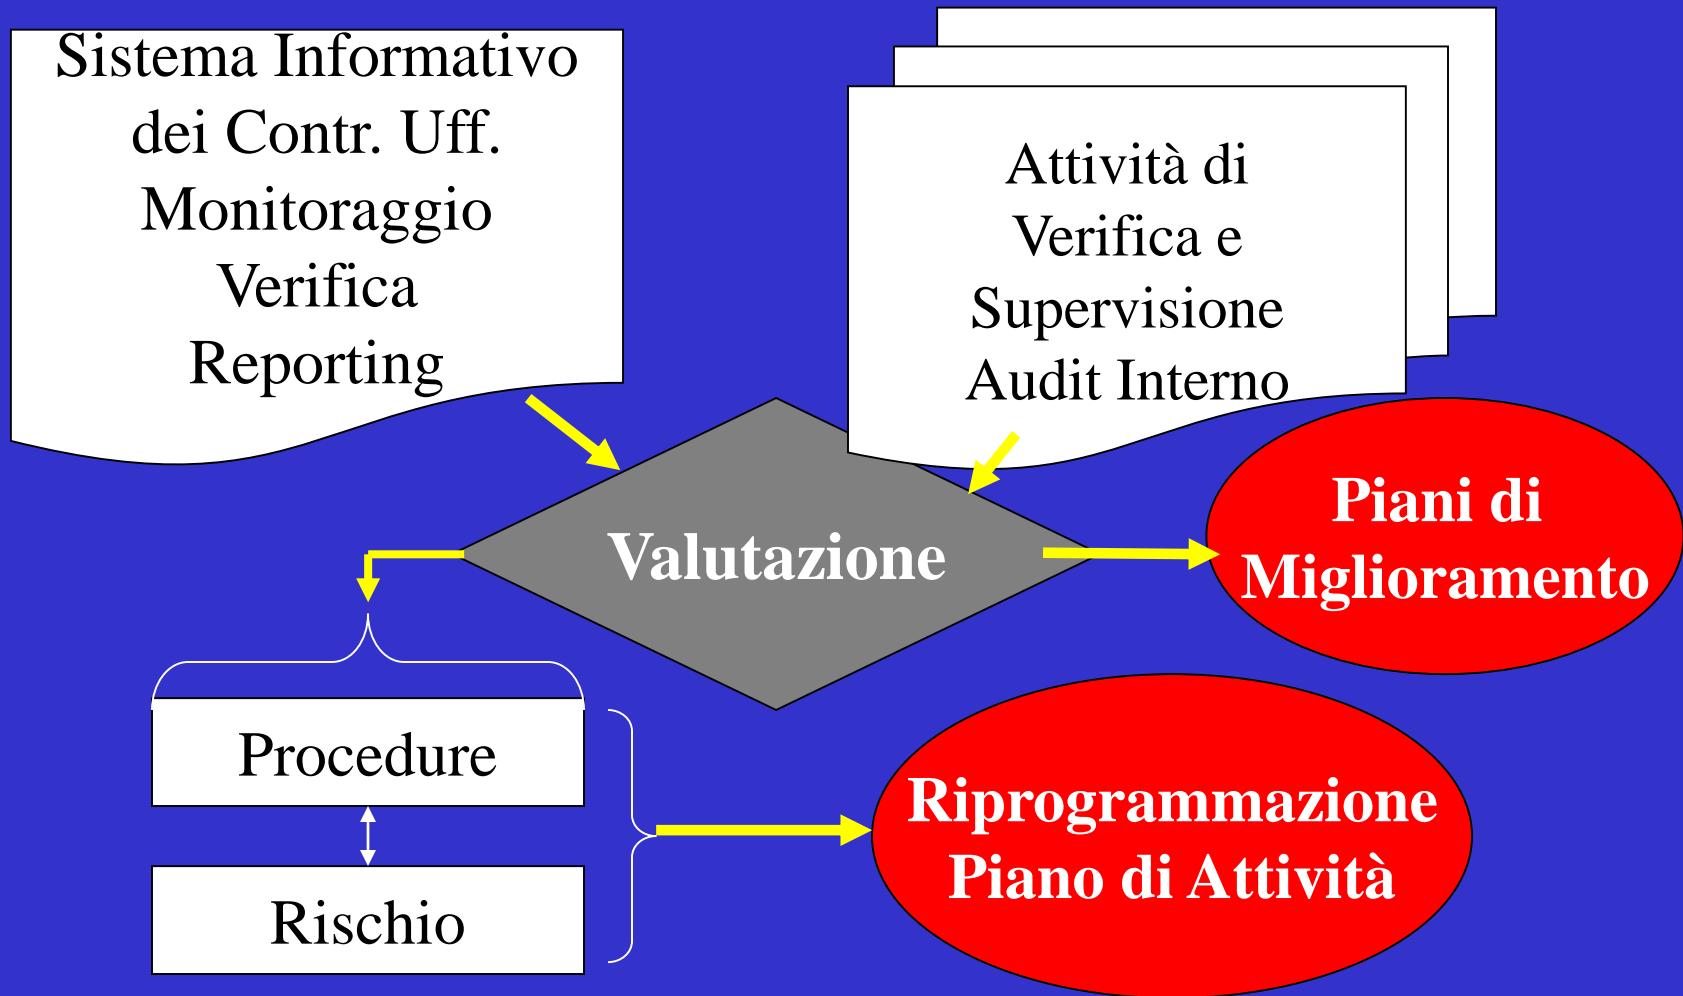 Sistema Informativo
dei Contr. Uff.
Monitoraggio
Verifica
Reporting
Attività di
Verifica e
Supervisione
Audit Interno
Valutazione
Piani di
Miglioramento
Procedure
Rischio
Riprogrammazione
Piano di Attività